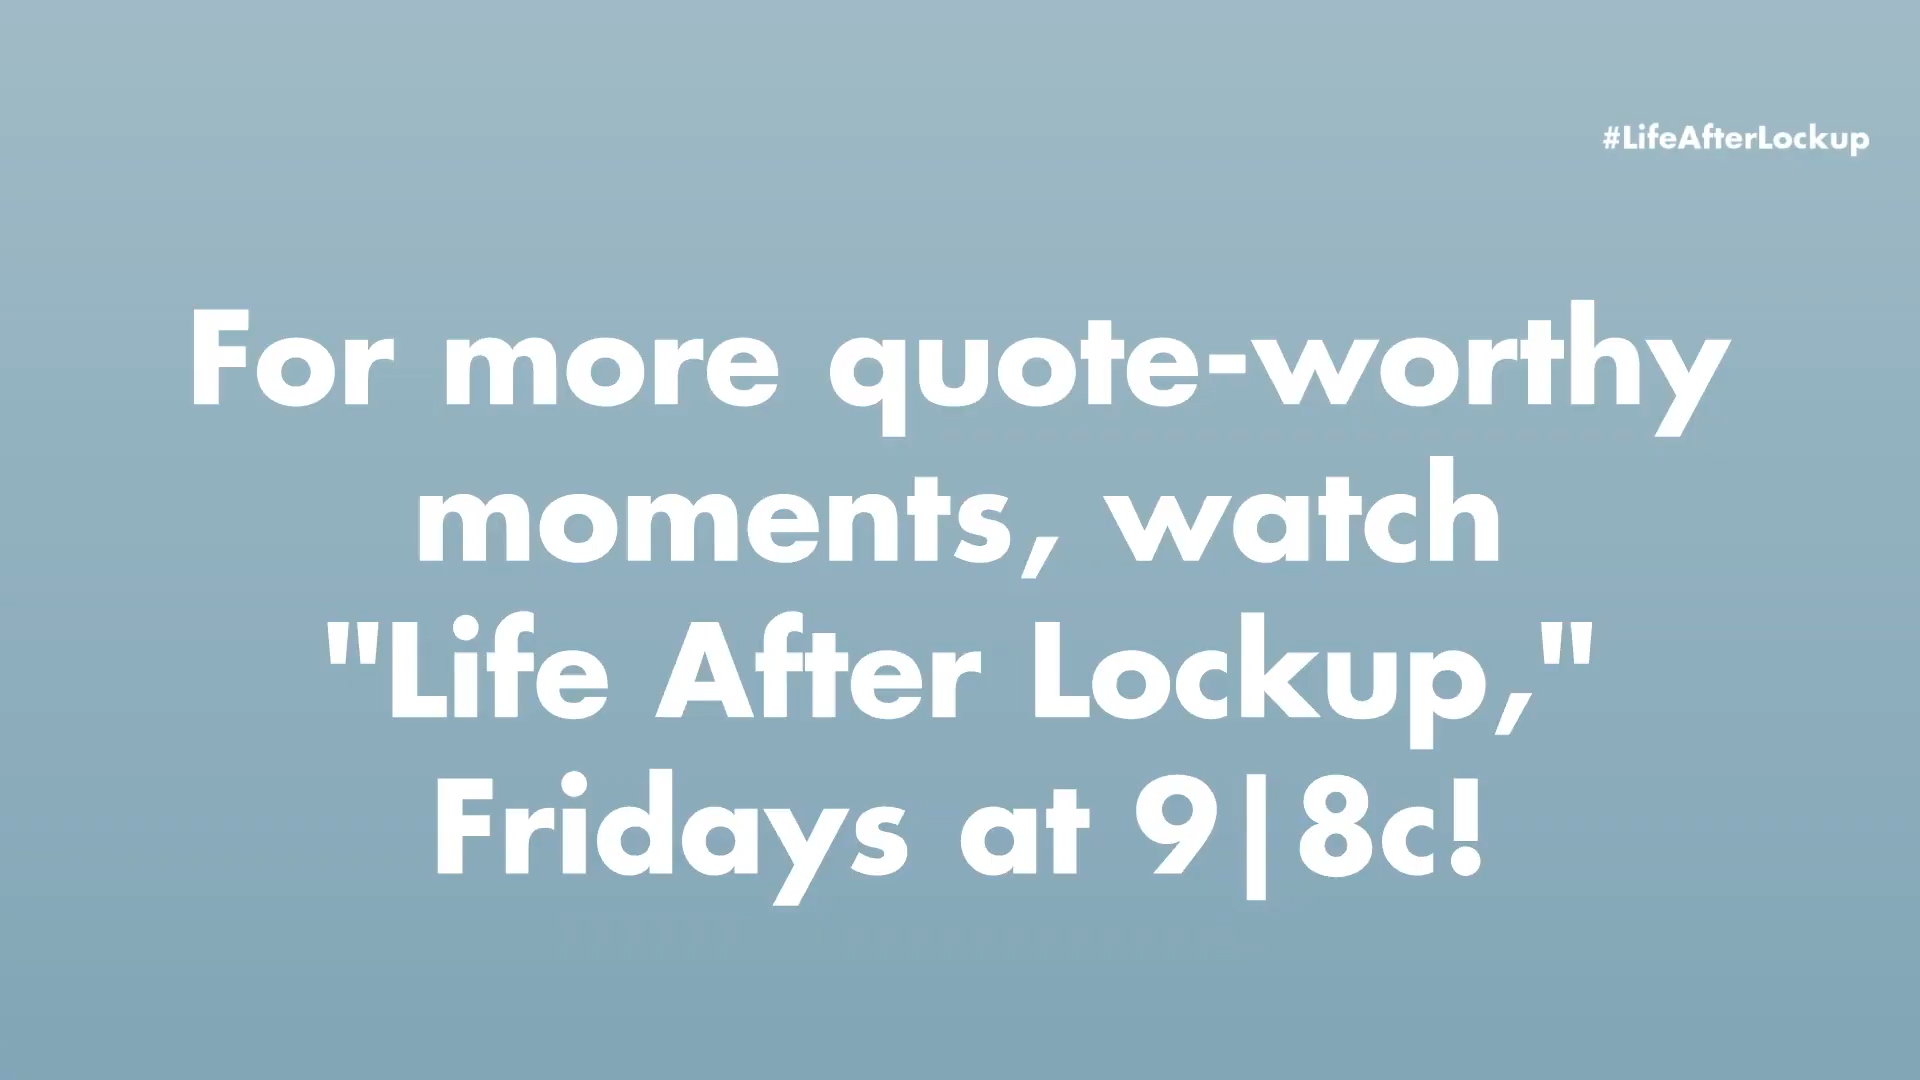 #LifeAfterLockup
For more quote-worthy
moments, watch
"Life After Lockup,"
Fridays at 9|8c!